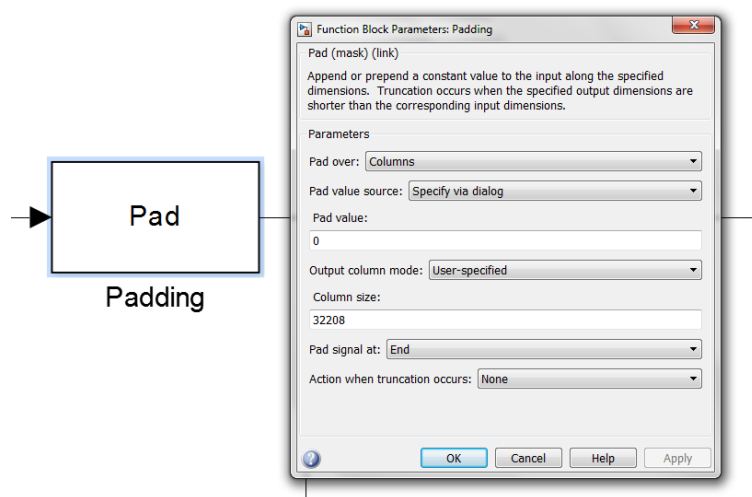 Function Block Parameters: Padding
Pad (mask) (link)
Append or prepend a constant value to the input along the specified
dimensions. Truncation occurs when the specified output dimensions are
shorter than the corresponding input dimensions.
Parameters
Pad over: Columns
Pad value source: Specify via dialog
Pad value:
0
Output column mode: User-specified
Column size:
32208
Pad signal at: End
Action when truncation occurs: None
OK Cancel Help Apply
Pad
Padding